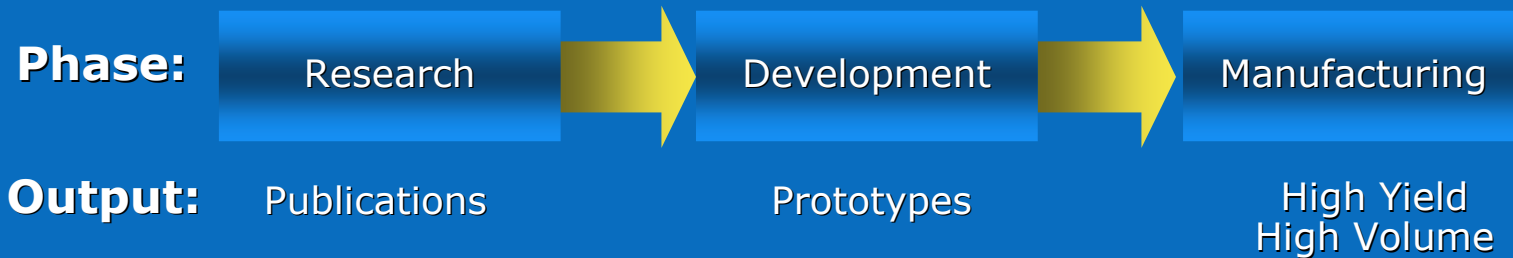 Phase: Research Development Manufacturing
Output: Publications Prototypes High Yield
High Volume